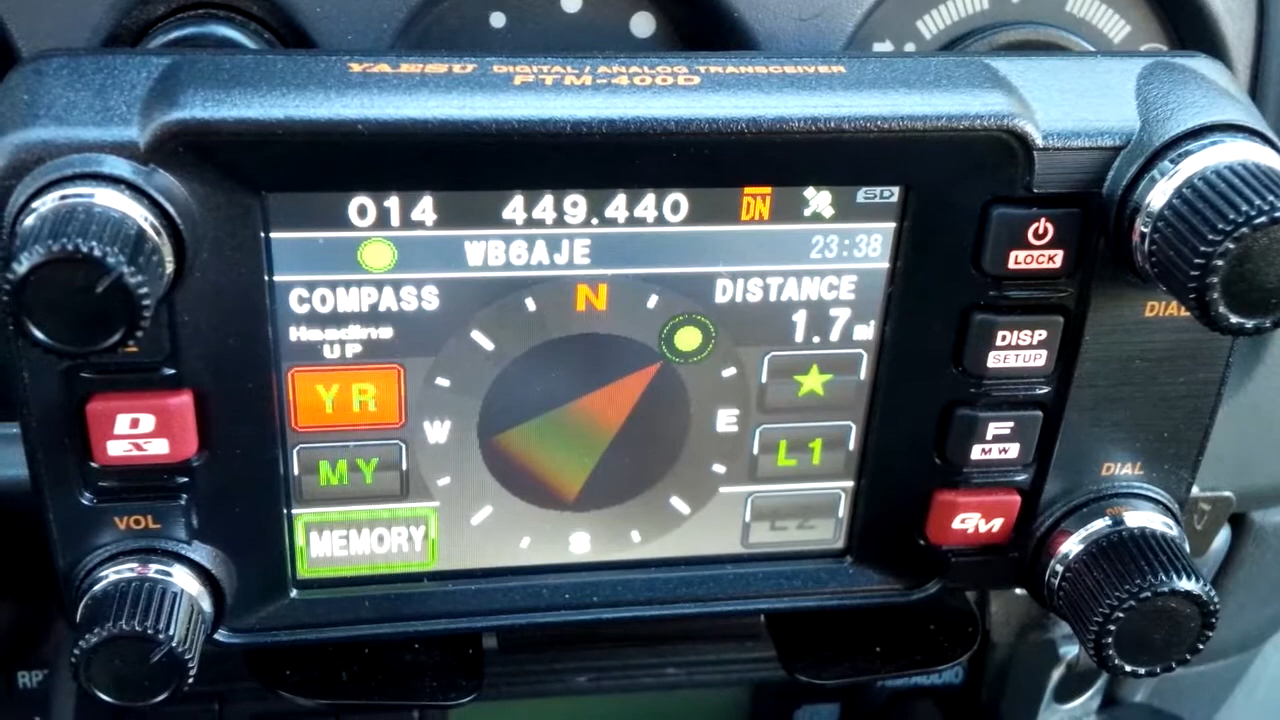 YAESU DIGITAL/ANALOG TRANSCEIVER
FTM-400D
014 449.440 DN SD
WB6AJE 23:38
COMPASS N DISTANCE
Heading
UP
1.7mi
YR
W E
MY L1
MEMORY L2
S
LOCK
DISP
SETUP
F
MW
GM
D
X
VOL
DIAL
DIAL